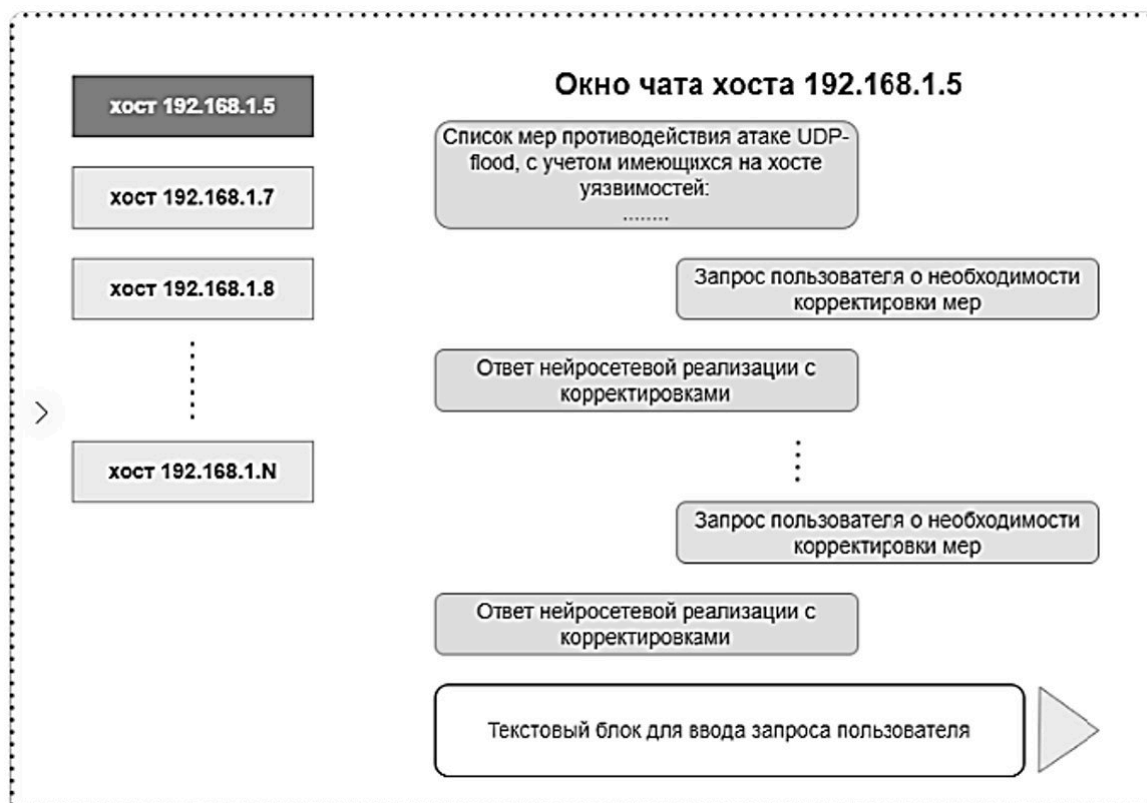 хост 192.168.1.5
хост 192.168.1.7
хост 192.168.1.8
хост 192.168.1.N
Окно чата хоста 192.168.1.5
Список мер противодействия атаке UDP-
flood, с учетом имеющихся на хосте
уязвимостей:
........
Запрос пользователя о необходимости
корректировки мер
Ответ нейросетевой реализации с
корректировками
Запрос пользователя о необходимости
корректировки мер
Ответ нейросетевой реализации с
корректировками
Текстовый блок для ввода запроса пользователя